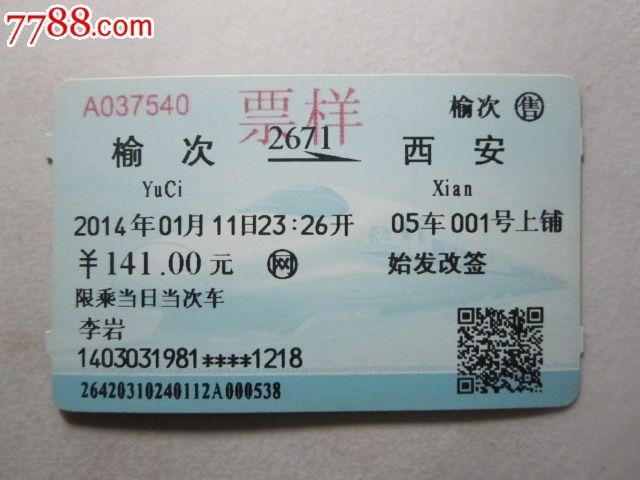 7788.com
A037540 票样 榆次 售
榆次 2671 西安
YuCi Xian
2014年01月11日23:26开 05车001号上铺
¥141.00元 网 始发改签
限乘当日当次车
李岩
1403031981****1218
26420310240112A000538